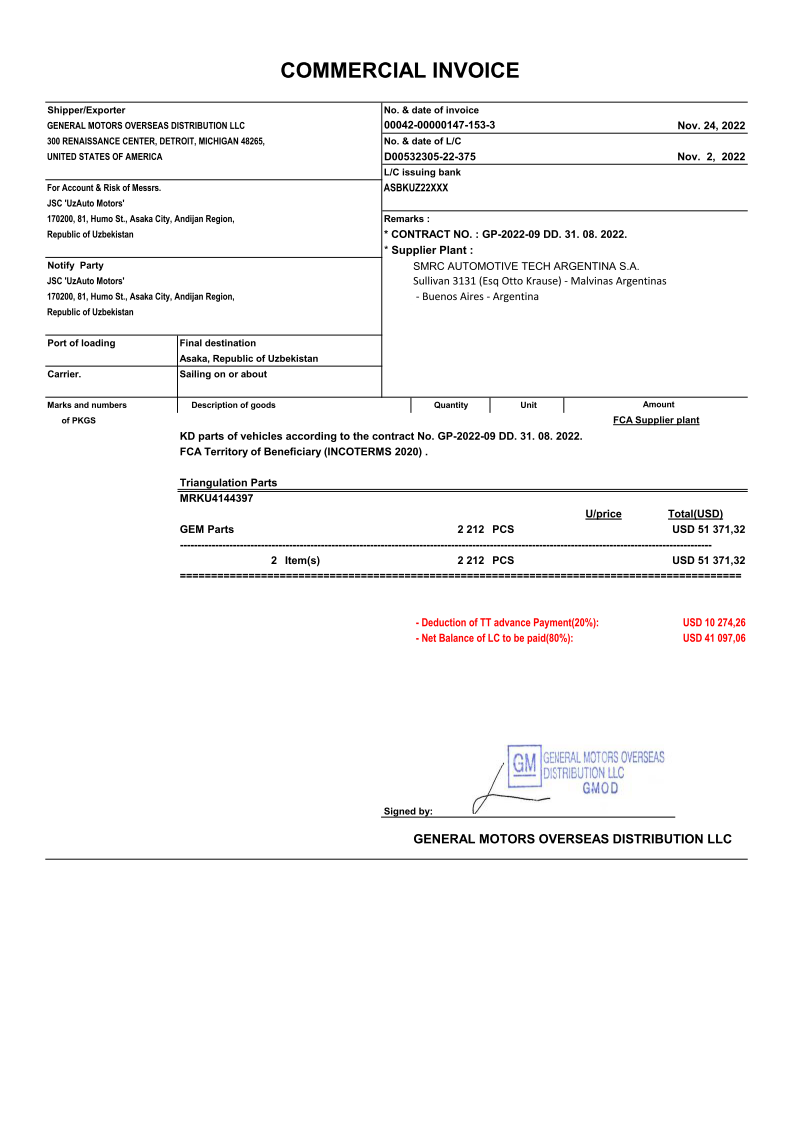 COMMERCIAL INVOICE
Shipper/Exporter
GENERAL MOTORS OVERSEAS DISTRIBUTION LLC
300 RENAISSANCE CENTER, DETROIT, MICHIGAN 48265,
UNITED STATES OF AMERICA
No. & date of invoice
00042-00000147-153-3 Nov. 24, 2022
No. & date of L/C
D00532305-22-375 Nov. 2, 2022
L/C issuing bank
ASBKUZ22XXX
For Account & Risk of Messrs.
JSC 'UzAuto Motors'
170200, 81, Humo St., Asaka City, Andijan Region,
Republic of Uzbekistan
Remarks :
* CONTRACT NO. : GP-2022-09 DD. 31. 08. 2022.
* Supplier Plant :
SMRC AUTOMOTIVE TECH ARGENTINA S.A.
Sullivan 3131 (Esq Otto Krause) - Malvinas Argentinas
- Buenos Aires - Argentina
Notify Party
JSC 'UzAuto Motors'
170200, 81, Humo St., Asaka City, Andijan Region,
Republic of Uzbekistan
Port of loading
Final destination
Asaka, Republic of Uzbekistan
Carrier.
Sailing on or about
Marks and numbers
of PKGS
Description of goods
Quantity
Unit
Amount
FCA Supplier plant
KD parts of vehicles according to the contract No. GP-2022-09 DD. 31. 08. 2022.
FCA Territory of Beneficiary (INCOTERMS 2020) .
Triangulation Parts
MRKU4144397
U/price Total(USD)
GEM Parts 2 212 PCS USD 51 371,32
2 Item(s) 2 212 PCS USD 51 371,32
- Deduction of TT advance Payment(20%): USD 10 274,26
- Net Balance of LC to be paid(80%): USD 41 097,06
GM
GENERAL MOTORS OVERSEAS
DISTRIBUTION LLC
GMOD
Signed by:
GENERAL MOTORS OVERSEAS DISTRIBUTION LLC